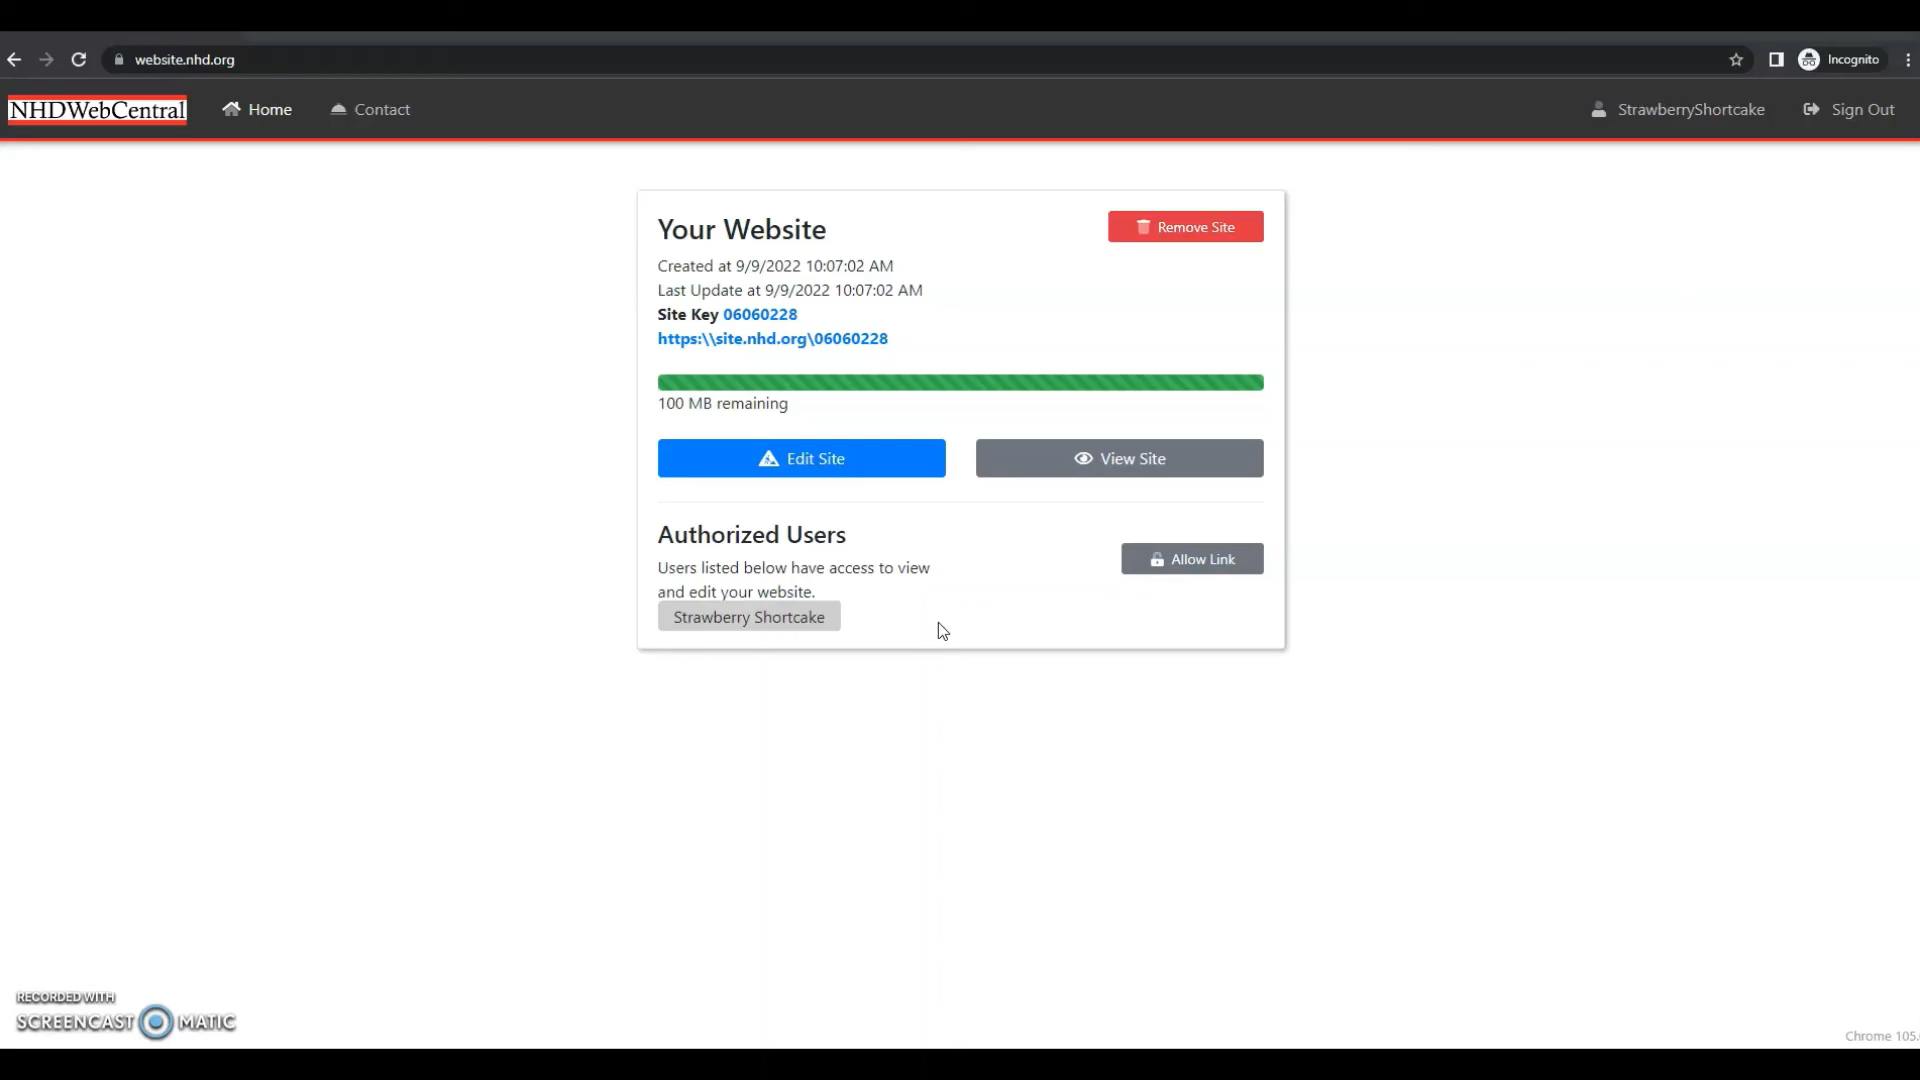 website.nhd.org
Incognito
NHDWebCentral
Home
Contact
StrawberryShortcake
Sign Out
Your Website
Remove Site
Created at 9/9/2022 10:07:02 AM
Last Update at 9/9/2022 10:07:02 AM
Site Key 06060228
https:\\site.nhd.org\06060228
100 MB remaining
Edit Site
View Site
Authorized Users
Allow Link
Users listed below have access to view
and edit your website.
Strawberry Shortcake
RECORDED WITH
SCREENCAST MATIC
Chrome 105.